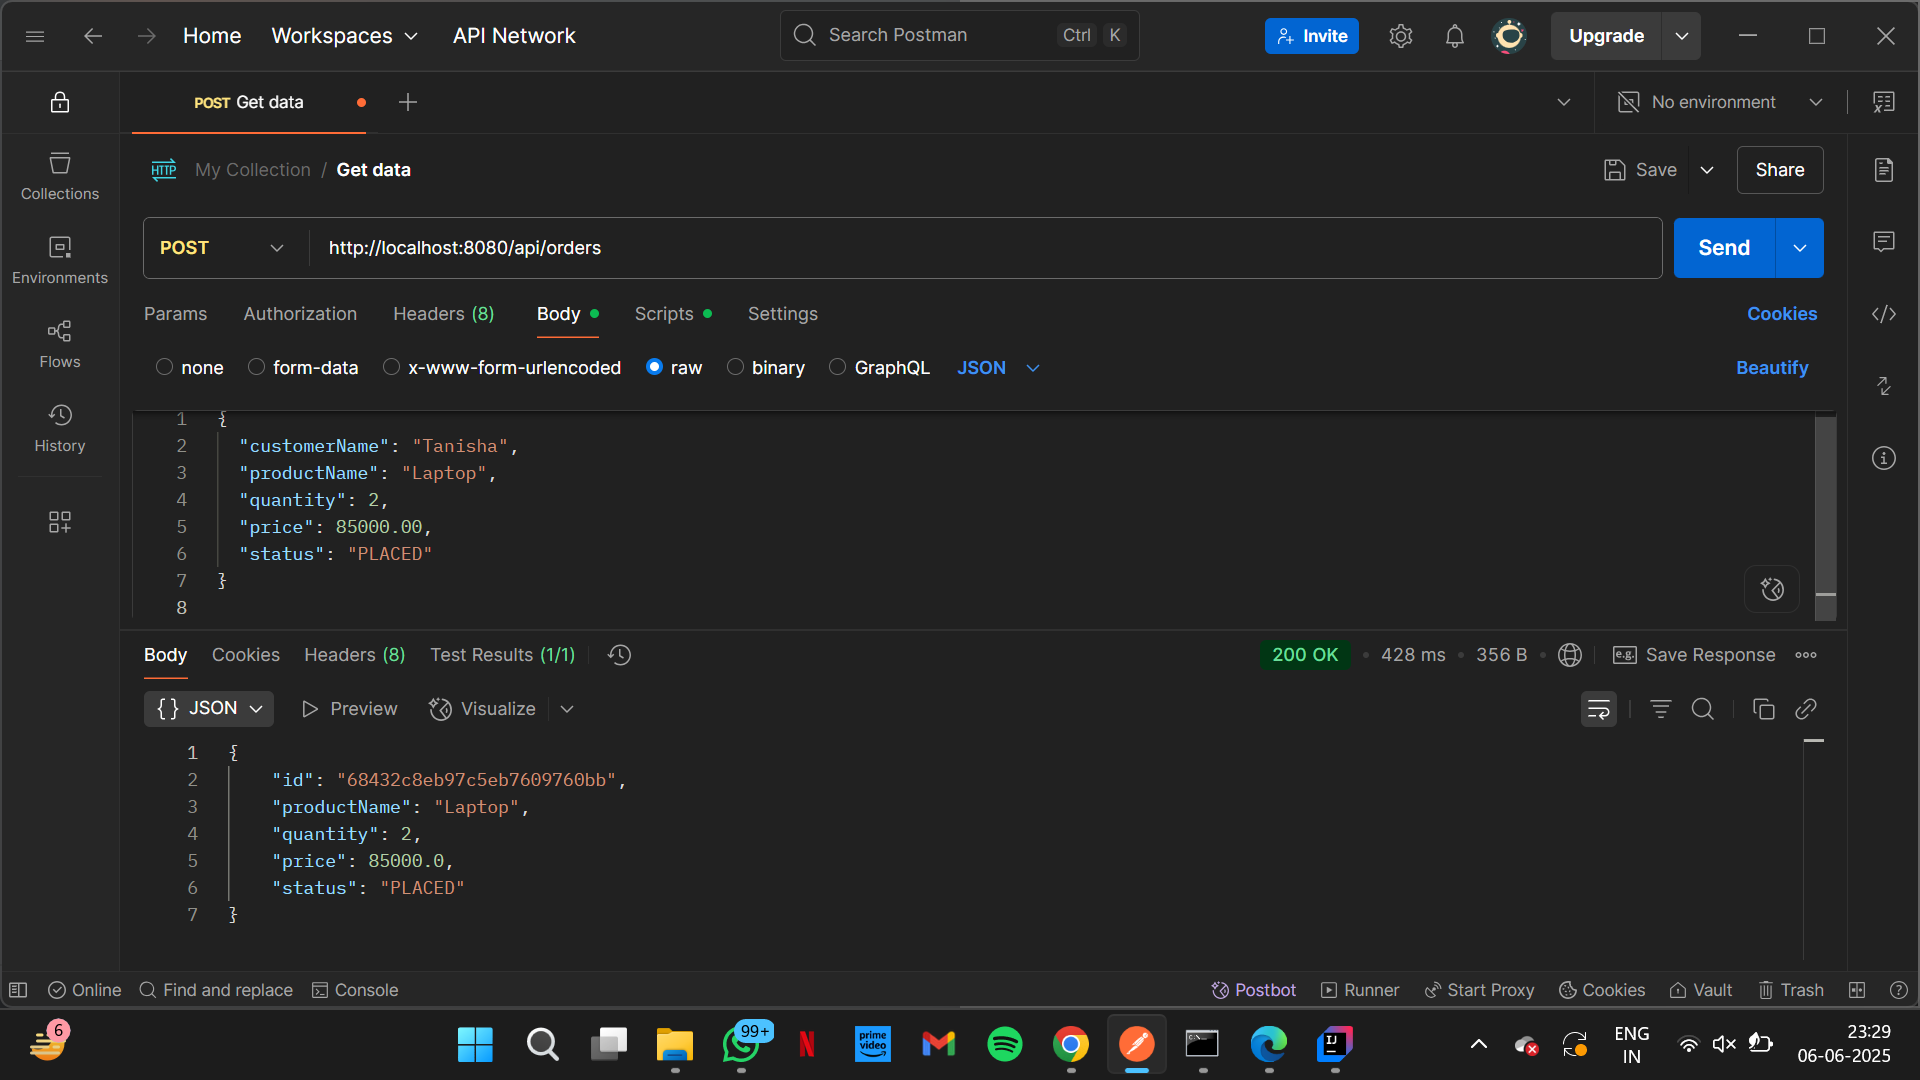 Home Workspaces API Network Search Postman Ctrl K Invite Upgrade
POST Get data No environment
HTTP My Collection / Get data Save Share
POST http://localhost:8080/api/orders Send
Params Authorization Headers (8) Body Scripts Settings Cookies
none form-data x-www-form-urlencoded raw binary GraphQL JSON Beautify
Collections
Environments
Flows
History
1 {
2 "customerName": "Tanisha",
3 "productName": "Laptop",
4 "quantity": 2,
5 "price": 85000.00,
6 "status": "PLACED"
7 }
8
Body Cookies Headers (8) Test Results (1/1) 200 OK • 428 ms • 356 B • e.g. Save Response
{} JSON Preview Visualize
1 {
2 "id": "68432c8eb97c5eb7609760bb",
3 "productName": "Laptop",
4 "quantity": 2,
5 "price": 85000.0,
6 "status": "PLACED"
7 }
Online Find and replace Console Postbot Runner Start Proxy Cookies Vault Trash
6 99+ prime video IJ ENG IN 23:29
06-06-2025